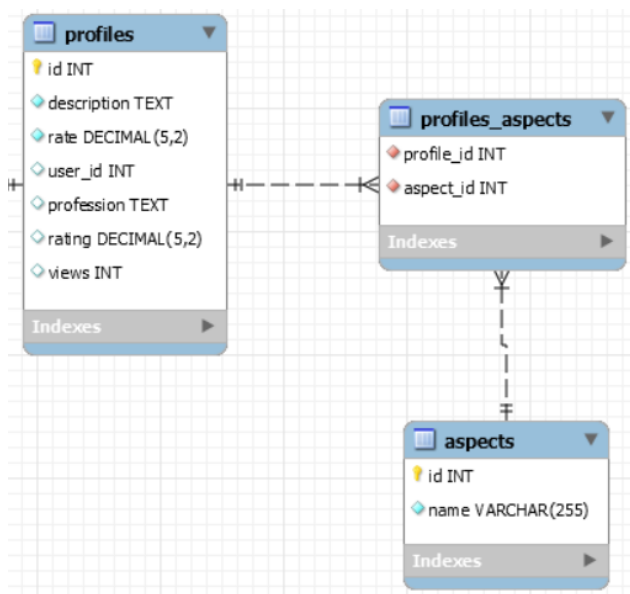 profiles
id INT
description TEXT
rate DECIMAL(5,2)
user_id INT
profession TEXT
rating DECIMAL(5,2)
views INT
Indexes
profiles_aspects
profile_id INT
aspect_id INT
Indexes
aspects
id INT
name VARCHAR(255)
Indexes